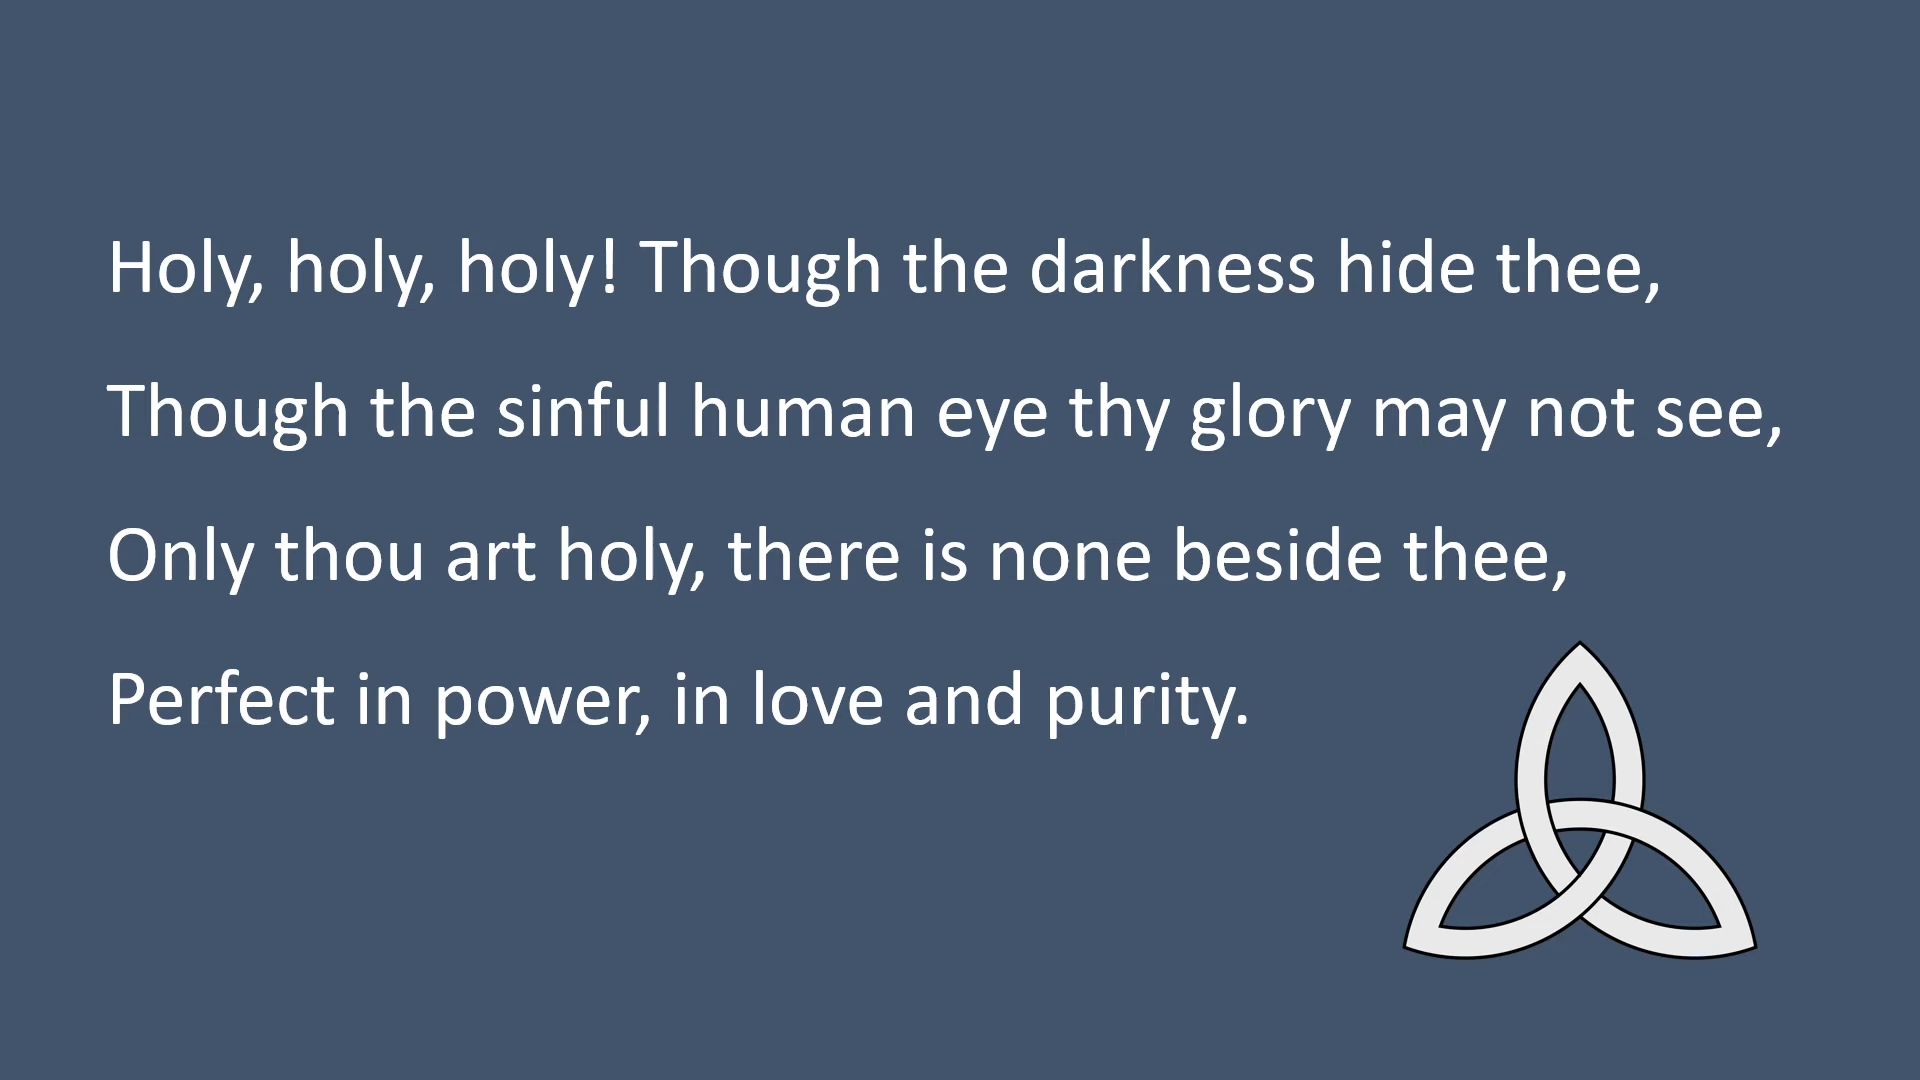 Holy, holy, holy! Though the darkness hide thee,
Though the sinful human eye thy glory may not see,
Only thou art holy, there is none beside thee,
Perfect in power, in love and purity.